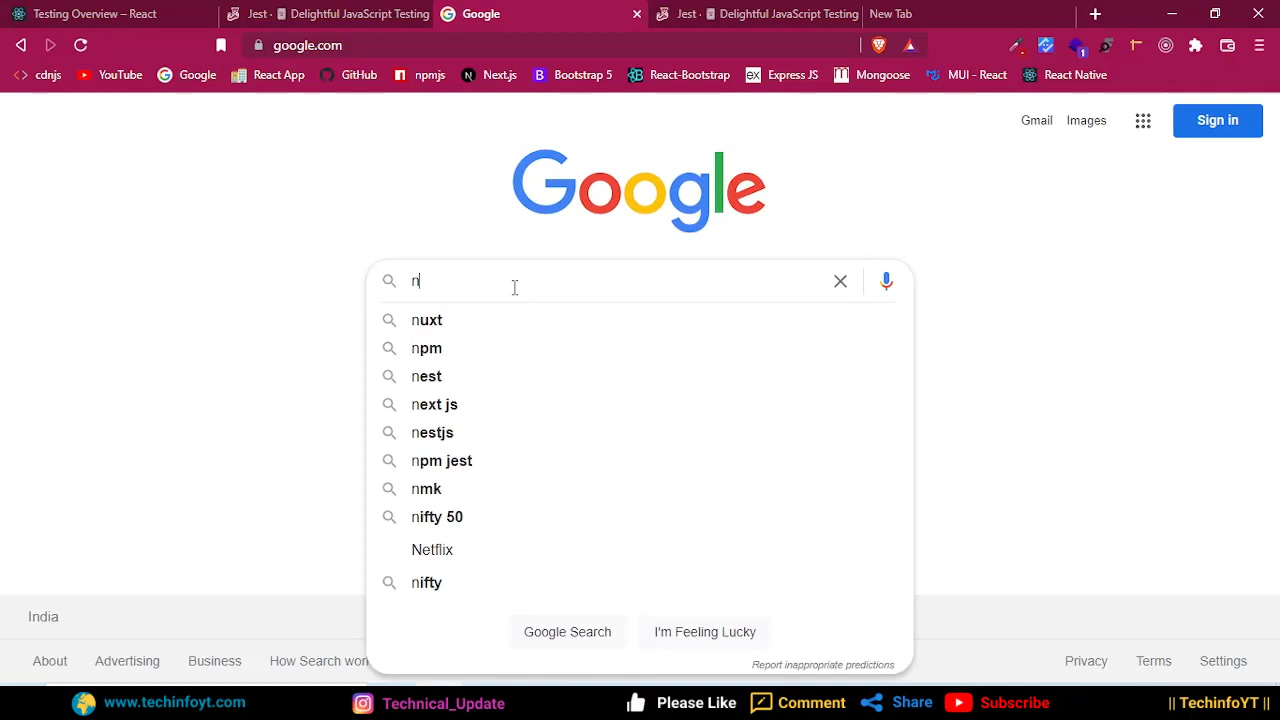 Testing Overview – React
Jest · Delightful JavaScript Testing
Google
Jest · Delightful JavaScript Testing
New Tab
google.com
1
cdnjs
YouTube
Google
React App
GitHub
npmjs
Next.js
Bootstrap 5
React-Bootstrap
Express JS
Mongoose
MUI - React
React Native
Gmail
Images
Sign in
Google
n
nuxt
npm
nest
next js
nestjs
npm jest
nmk
nifty 50
Netflix
nifty
Google Search
I'm Feeling Lucky
Report inappropriate predictions
India
About
Advertising
Business
How Search wor
Privacy
Terms
Settings
www.techinfoyt.com
Technical_Update
Please Like
Comment
Share
Subscribe
|| TechinfoYT ||